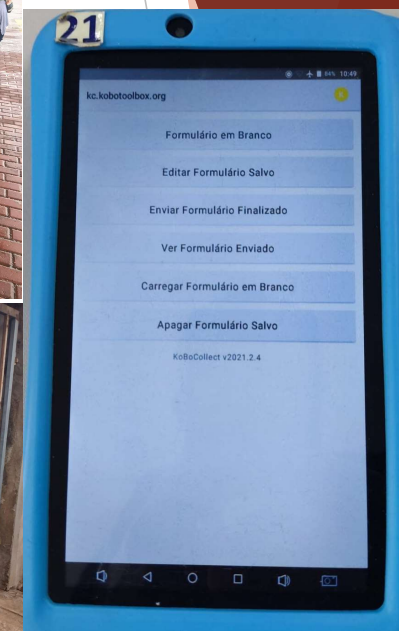 21
84% 10:49
kc.kobotoolbox.org
Formulário em Branco
Editar Formulário Salvo
Enviar Formulário Finalizado
Ver Formulário Enviado
Carregar Formulário em Branco
Apagar Formulário Salvo
KoBoCollect v2021.2.4